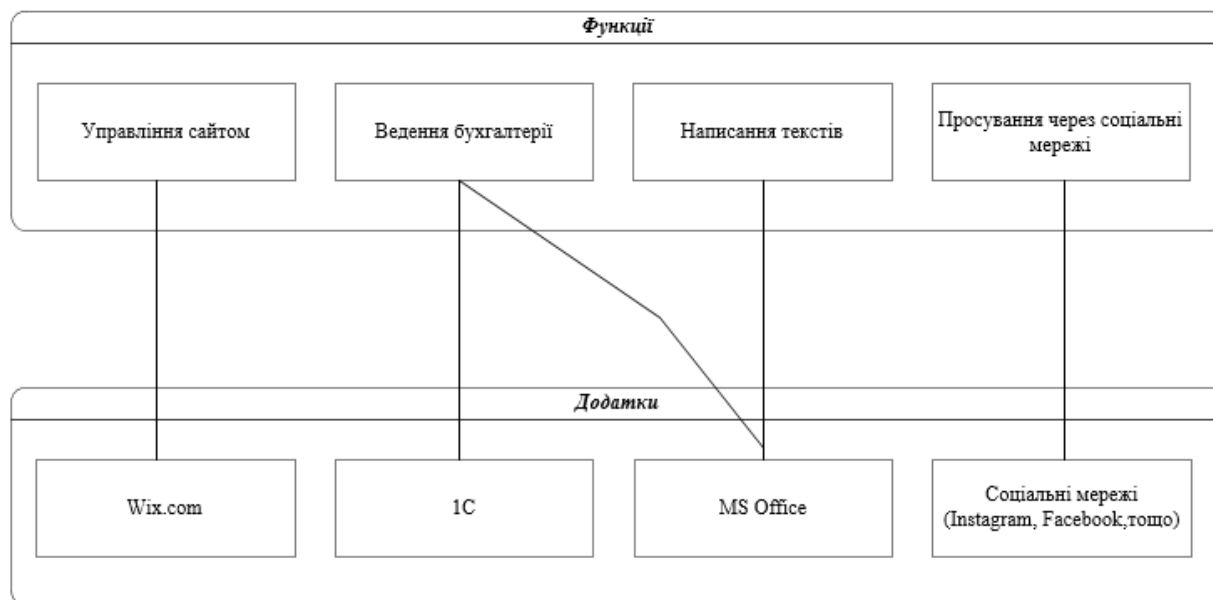 Функції
Управління сайтом
Ведення бухгалтерії
Написання текстів
Просування через соціальні
мережі
Додатки
Wix.com
1С
MS Office
Соціальні мережі
(Instagram, Facebook,тощо)